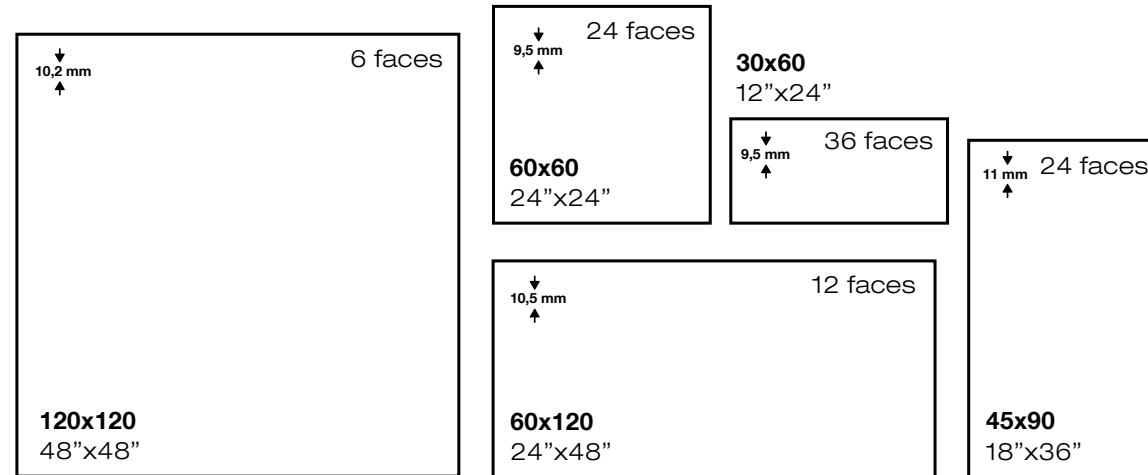 10,2 mm
6 faces
120x120
48”x48”
9,5 mm
24 faces
60x60
24”x24”
30x60
12”x24”
9,5 mm
36 faces
10,5 mm
12 faces
60x120
24”x48”
11 mm
24 faces
45x90
18”x36”